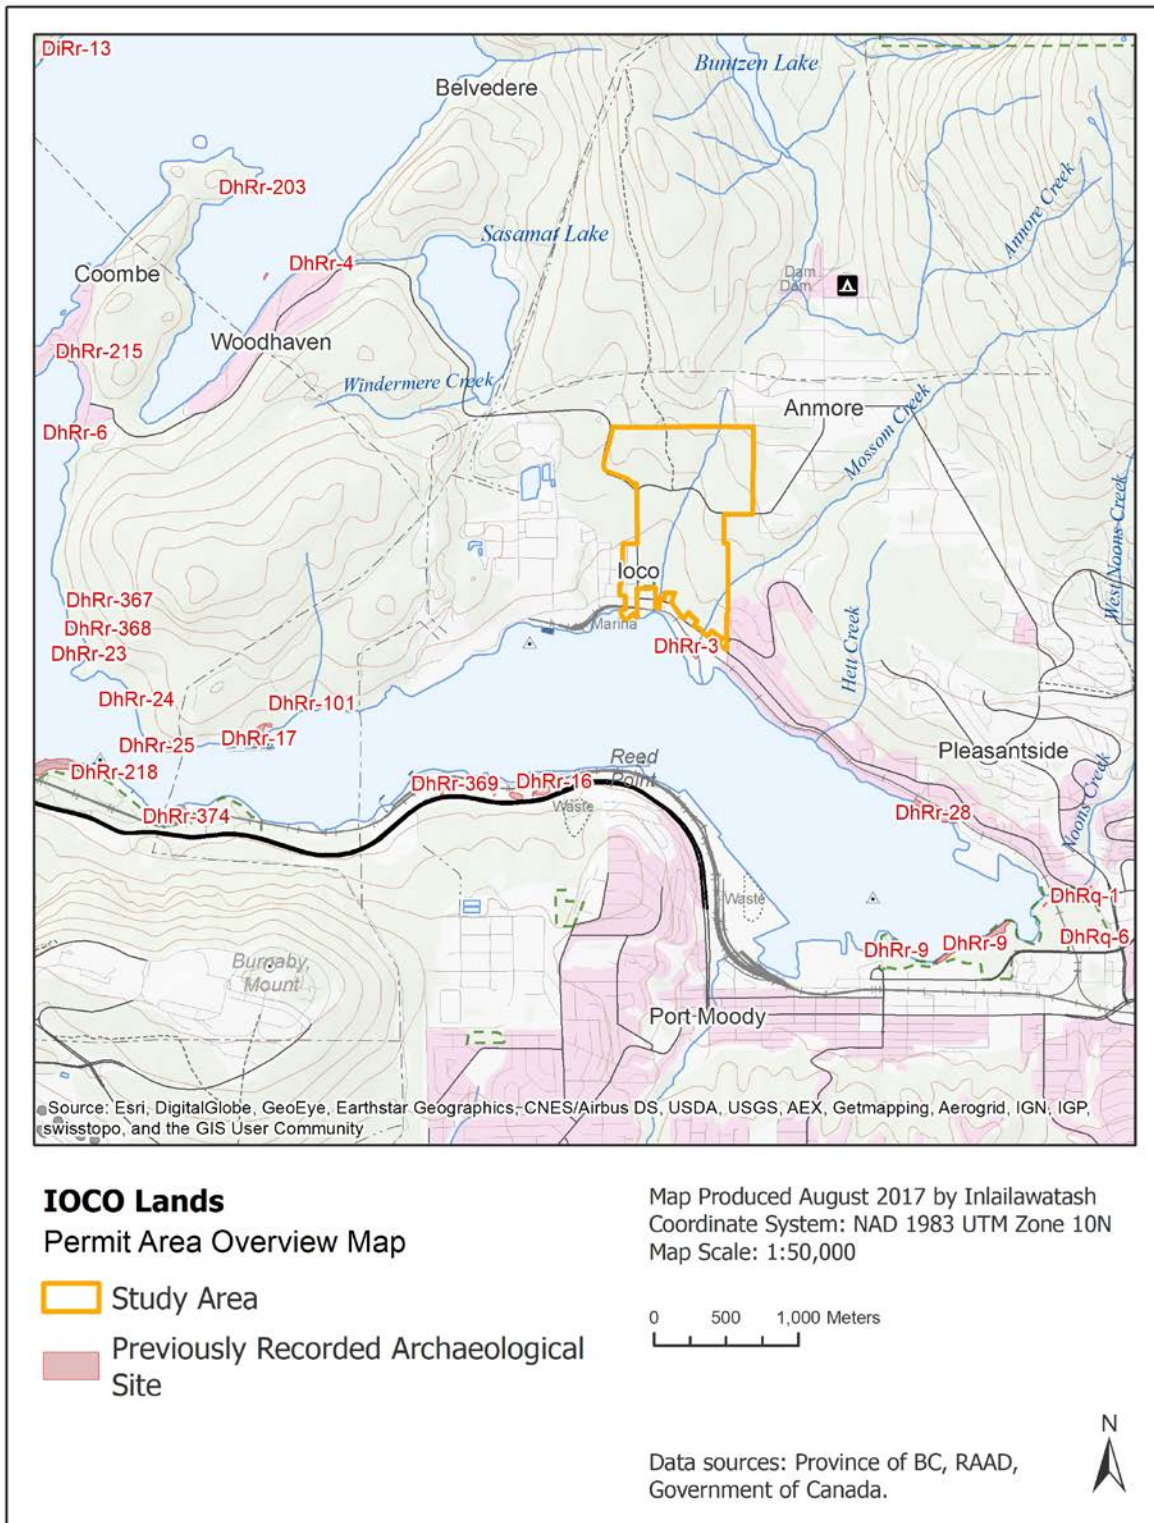 DiRr-13
Buntzen Lake
Belvedere
DhRr-203
Anmore Creek
Sasamat Lake
DhRr-4
Coombe
Dam
Dam
Woodhaven
DhRr-215
Windermere Creek
Anmore
DhRr-6
Mossom Creek
West Noons Creek
Ioco
DhRr-367
DhRr-368
Marina
DhRr-23
DhRr-3
Hett Creek
DhRr-24
DhRr-101
DhRr-25
DhRr-17
Pleasantside
DhRr-218
Reed
Point
DhRr-369
DhRr-16
Waste
DhRr-374
DhRr-28
Noons Creek
Waste
DhRq-1
DhRr-9
DhRr-9
DhRq-6
Burnaby,
Mount
Port Moody
Source: Esri, DigitalGlobe, GeoEye, Earthstar Geographics, CNES/Airbus DS, USDA, USGS, AEX, Getmapping, Aerogrid, IGN, IGP,
swisstopo, and the GIS User Community
IOCO Lands
Permit Area Overview Map
Study Area
Previously Recorded Archaeological
Site
Map Produced August 2017 by Inlailawatash
Coordinate System: NAD 1983 UTM Zone 10N
Map Scale: 1:50,000
0 500 1,000 Meters
N
Data sources: Province of BC, RAAD,
Government of Canada.